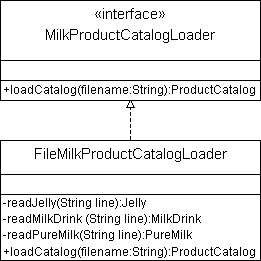 «interface»
MilkProductCatalogLoader
+loadCatalog(filename:String):ProductCatalog
FileMilkProductCatalogLoader
-readJelly(String line):Jelly
-readMilkDrink (String line):MilkDrink
-readPureMilk(String line):PureMilk
+loadCatalog(filename:String):ProductCatalog